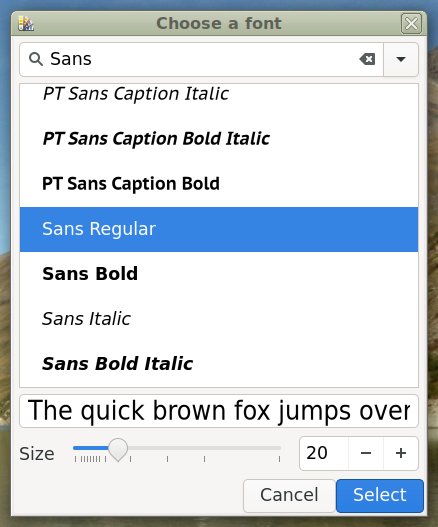 Choose a font
Sans
PT Sans Caption Italic
PT Sans Caption Bold Italic
PT Sans Caption Bold
Sans Regular
Sans Bold
Sans Italic
Sans Bold Italic
The quick brown fox jumps over
Size
20
Cancel
Select